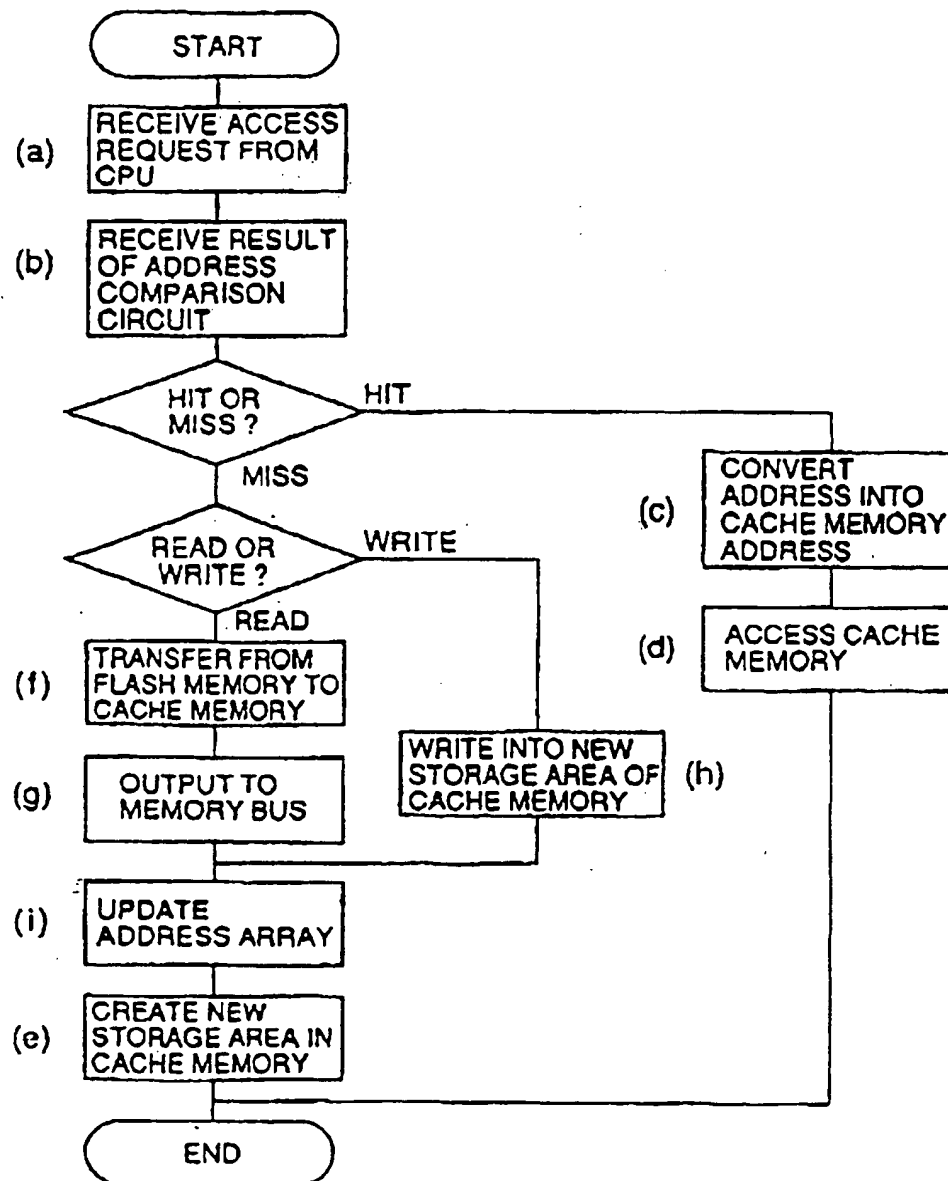 START
(a)
RECEIVE ACCESS
REQUEST FROM
CPU
(b)
RECEIVE RESULT
OF ADDRESS
COMPARISON
CIRCUIT
HIT OR
MISS ?
HIT
MISS
(c)
CONVERT
ADDRESS INTO
CACHE MEMORY
ADDRESS
READ OR
WRITE ?
WRITE
READ
(d)
ACCESS CACHE
MEMORY
(f)
TRANSFER FROM
FLASH MEMORY TO
CACHE MEMORY
WRITE INTO NEW
STORAGE AREA OF
CACHE MEMORY
(h)
(g)
OUTPUT TO
MEMORY BUS
(i)
UPDATE
ADDRESS ARRAY
(e)
CREATE NEW
STORAGE AREA IN
CACHE MEMORY
END